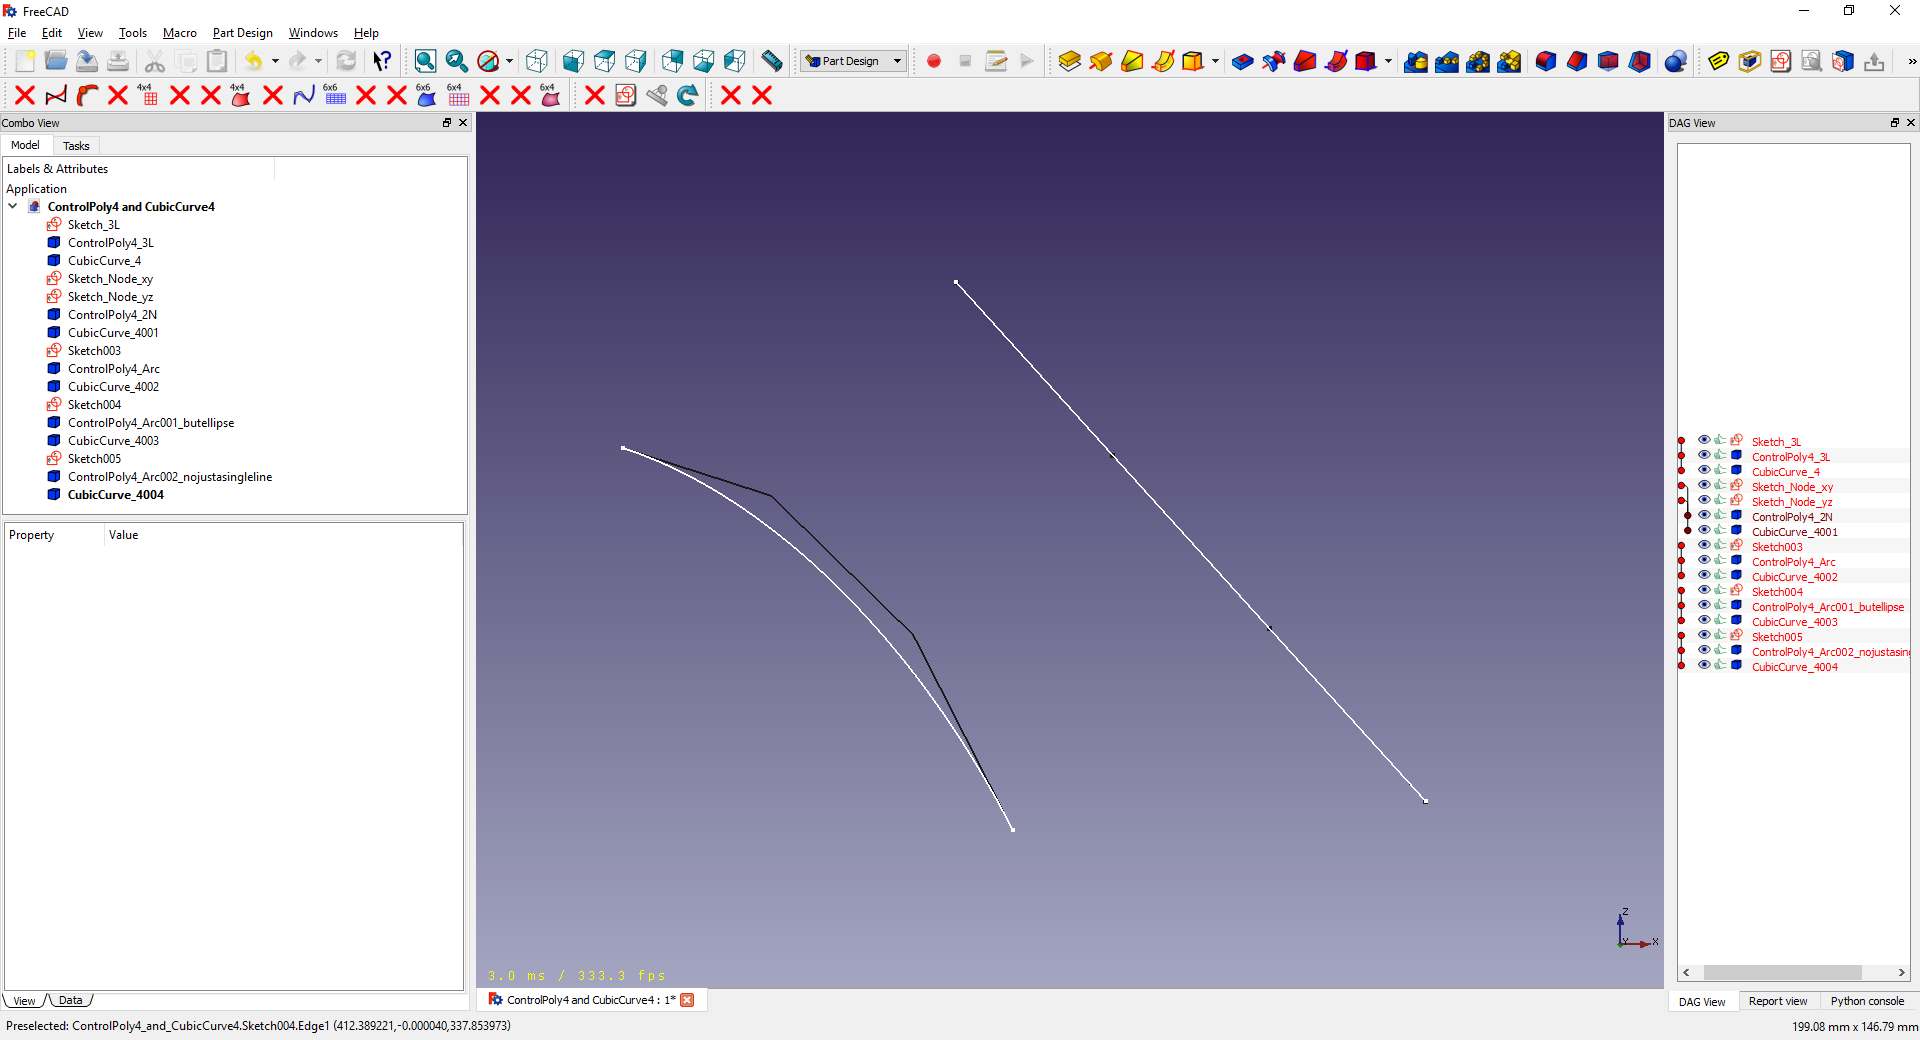 FreeCAD
File Edit View Tools Macro Part Design Windows Help
Part Design
4x4 4x4 6x6 6x6 6x4 6x4
Combo View
Model Tasks
Labels & Attributes
Application
ControlPoly4 and CubicCurve4
Sketch_3L
ControlPoly4_3L
CubicCurve_4
Sketch_Node_xy
Sketch_Node_yz
ControlPoly4_2N
CubicCurve_4001
Sketch003
ControlPoly4_Arc
CubicCurve_4002
Sketch004
ControlPoly4_Arc001_butellipse
CubicCurve_4003
Sketch005
ControlPoly4_Arc002_nojustasingleline
CubicCurve_4004
Property Value
View Data
3.0 ms / 333.3 fps
Z
Y X
ControlPoly4 and CubicCurve4 : 1*
DAG View
Sketch_3L
ControlPoly4_3L
CubicCurve_4
Sketch_Node_xy
Sketch_Node_yz
ControlPoly4_2N
CubicCurve_4001
Sketch003
ControlPoly4_Arc
CubicCurve_4002
Sketch004
ControlPoly4_Arc001_butellipse
CubicCurve_4003
Sketch005
ControlPoly4_Arc002_nojustasing
CubicCurve_4004
DAG View Report view Python console
Preselected: ControlPoly4_and_CubicCurve4.Sketch004.Edge1 (412.389221,-0.000040,337.853973)
199.08 mm x 146.79 mm